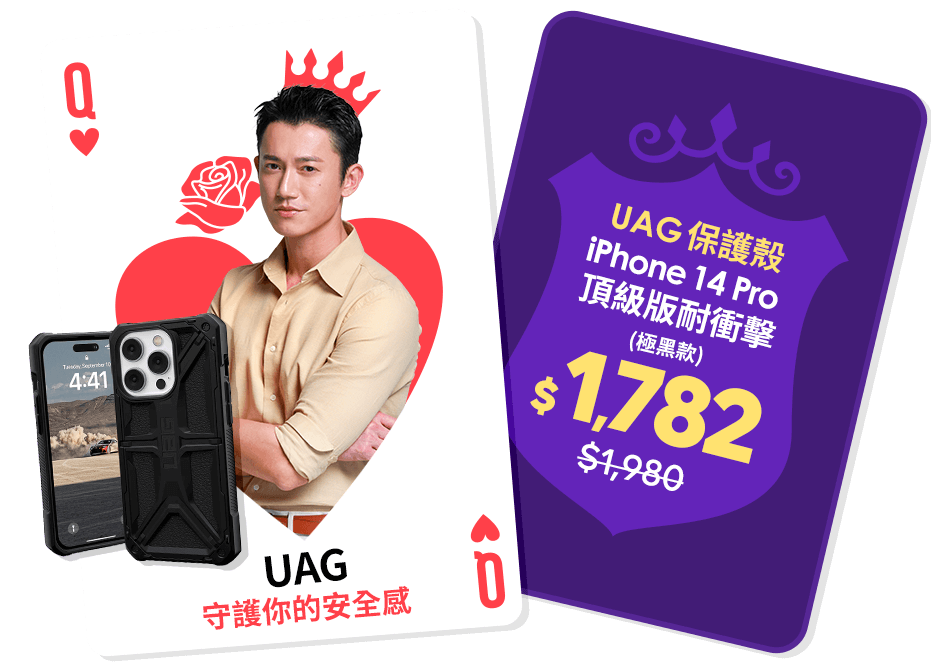 Q
4:41
UAG
守護你的安全感
Q
UAG 保護殼
iPhone 14 Pro
頂級版耐衝擊
(極黑款)
$1,782
$1,980